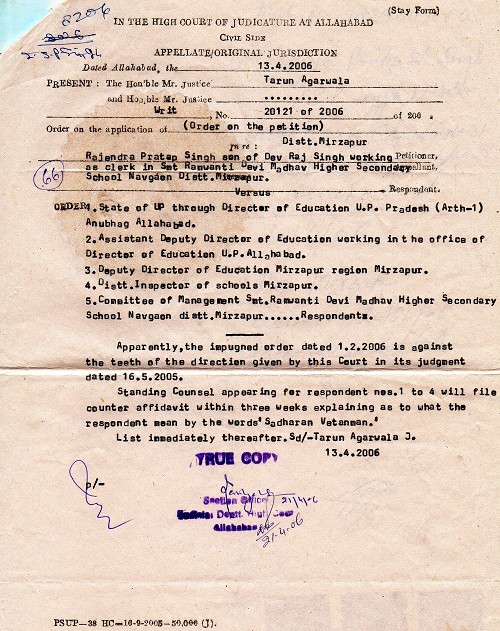 8206
(Stay Form)
IN THE HIGH COURT OF JUDICATURE AT ALLAHABAD
CIVIL SIDE
APPELLATE/ORIGINAL JURISDICTION
Dated Allahabad, the 13.4.2006
PRESENT : The Hon'ble Mr. Justice Tarun Agarwala
and Hon,ble Mr. Justice .........
Writ , No. 20121 of 2006 of 200 .
Order on the application of (Order on the petition)
Distt.Mirzapur
in re :
Rajendra Pratap Singh son of Dev Raj Singh working Petitioner,
as clerk in Smt Ramwanti Devi Madhav Higher Secondary
School Navgaon Distt.Mirzapur.
(66)
Versus Respondent.
ORDER 1.State of UP through Director of Education U.P. Pradesh (Arth-1)
Anubhag Allahabad.
2.Assistant Deputy Director of Education working in the office of
Director of Education U.P.Allahabad.
3.Deputy Director of Education Mirzapur region Mirzapur.
4.Distt.Inspector of schools Mirzapur.
5.Committee of Management Smt.Ramwanti Devi Madhav Higher Secondary
School Navgaon distt.Mirzapur......Respondents.
Apparently,the impugned order dated 1.2.2006 is against
the teeth of the direction given by this Court in its judgment
dated 16.5.2005.
Standing Counsel appearing for respondent nos.1 to 4 will file
counter affidavit within three weeks explaining as to what the
respondent mean by the words'Sadharan Vetanman.'
List immediately thereafter.Sd/-Tarun Agarwala J.
13.4.2006
TRUE COPY
p/-
21/4/06
Section Officer
Allahabad
21-4-06
PSUP—38 HC—16-9-2005—50,000 (J).